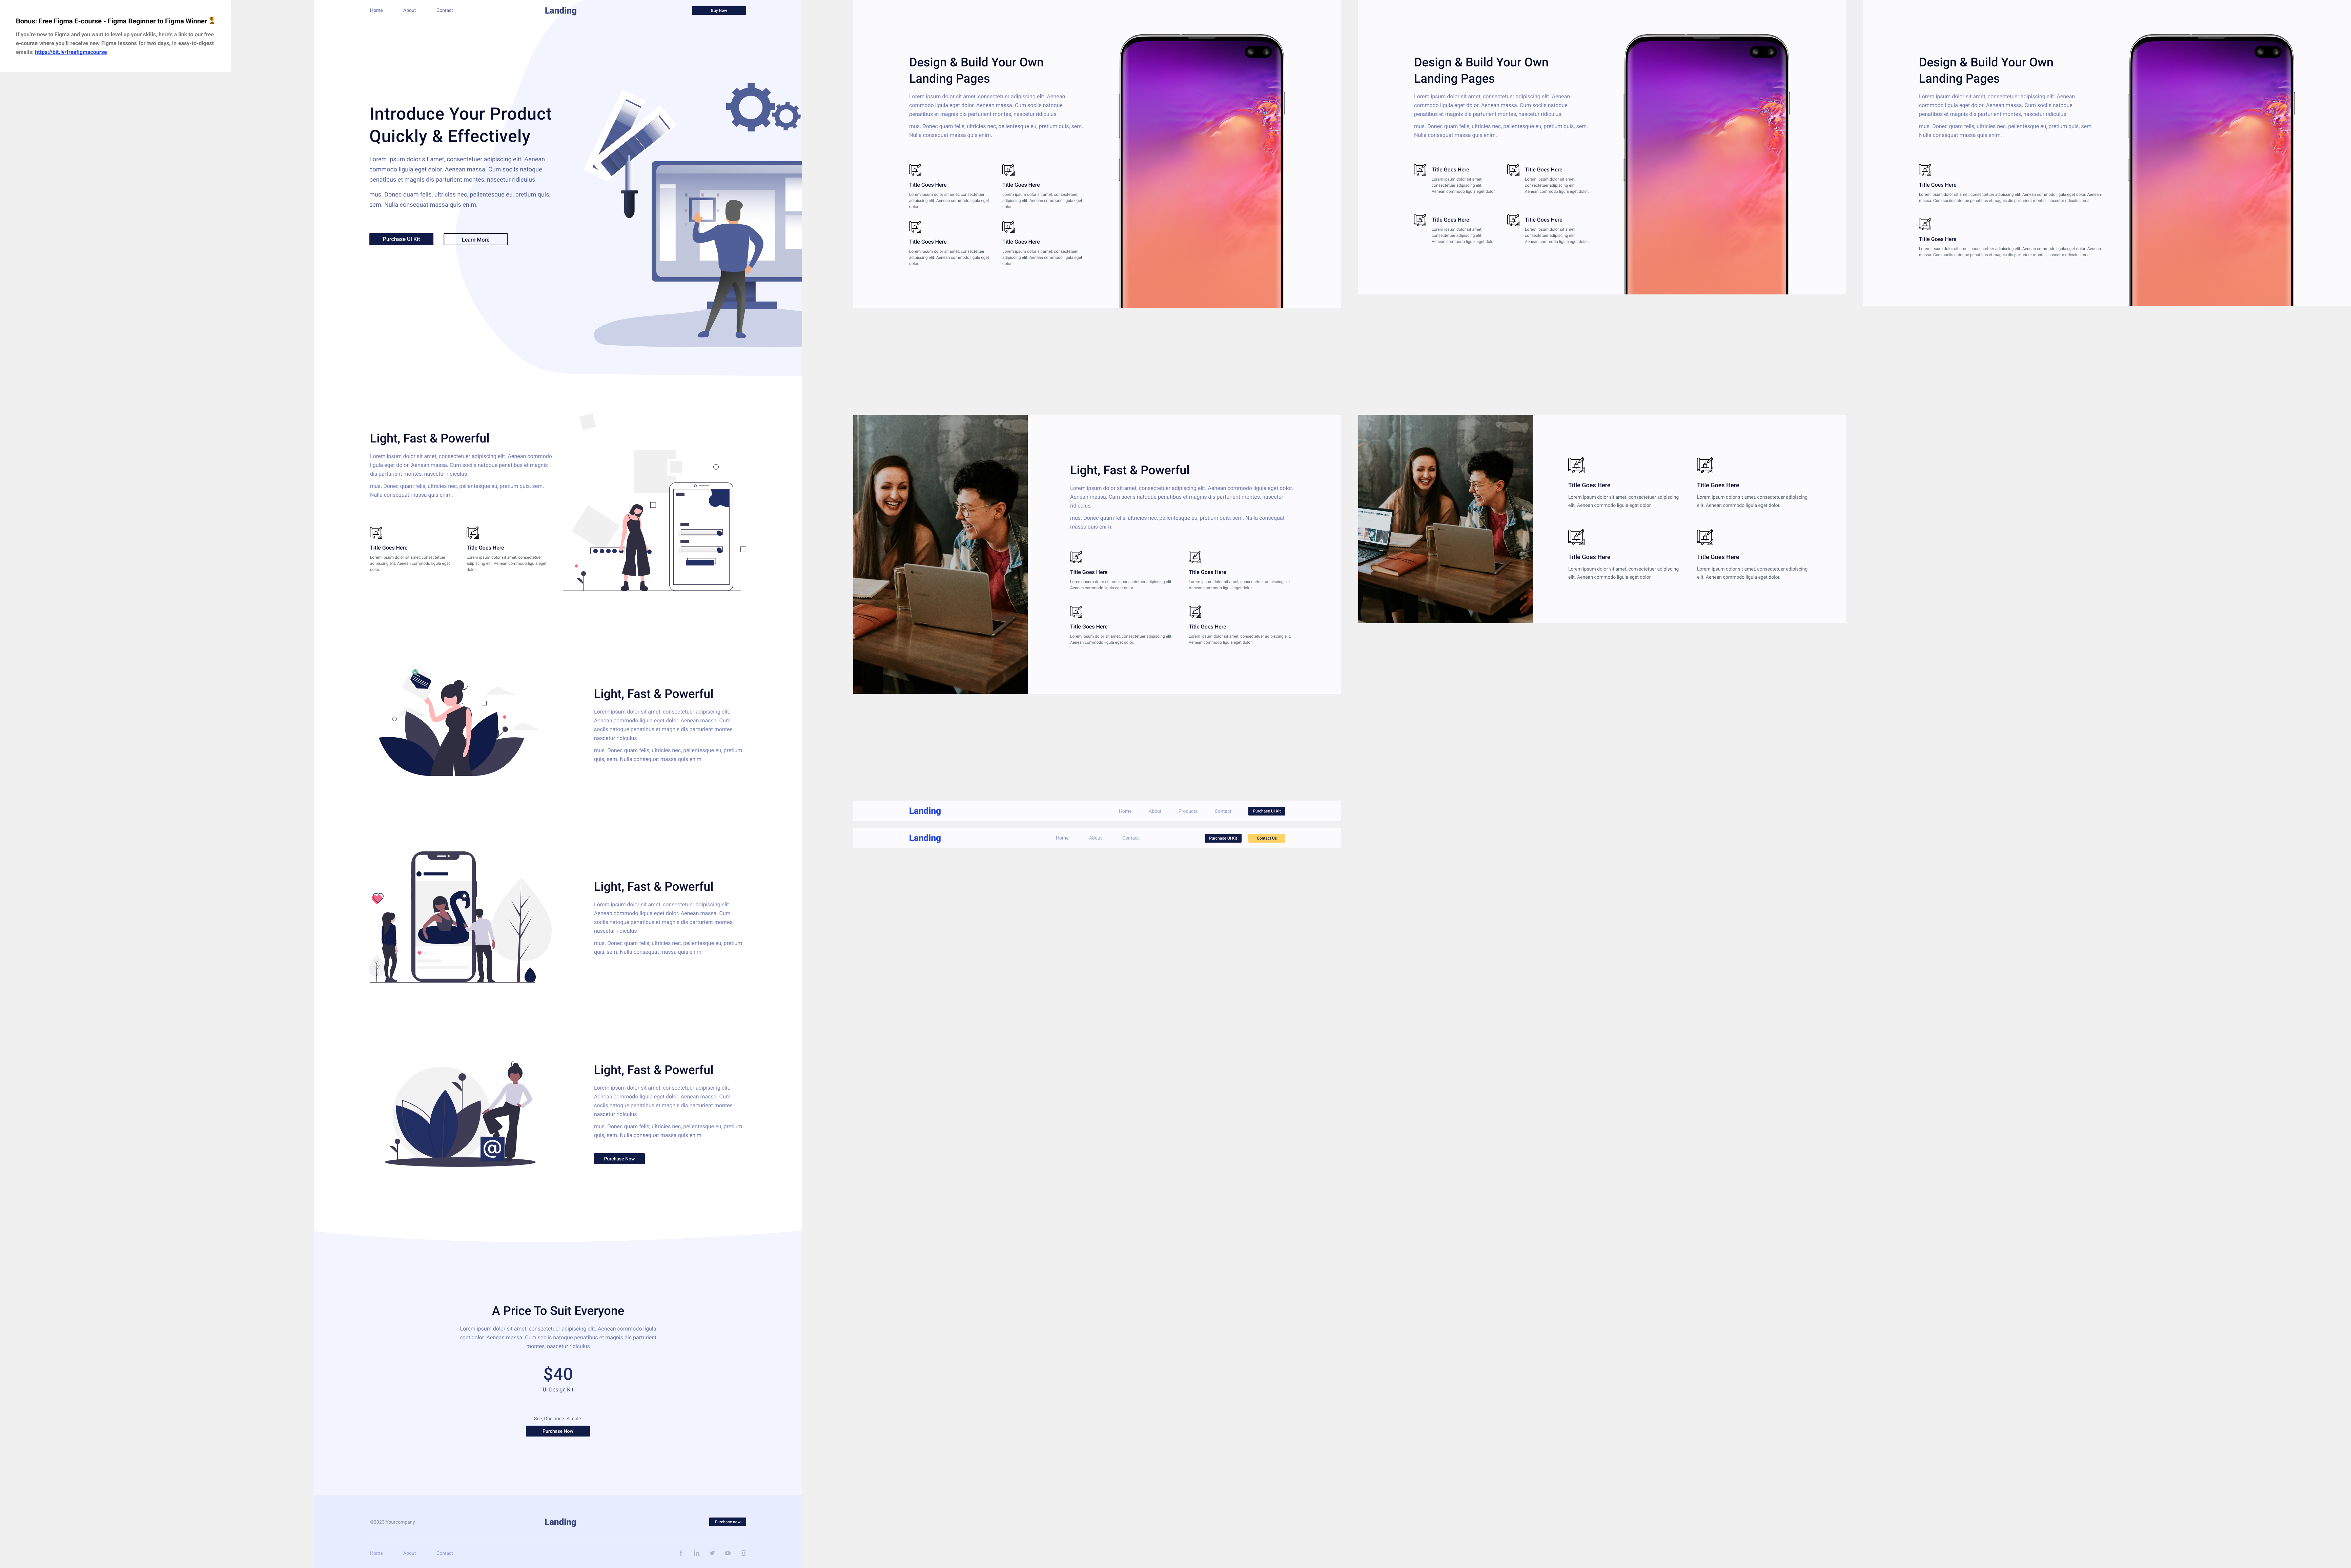 Bonus: Free Figma E-course - Figma Beginner to Figma Winner 🏆
If you're new to Figma and you want to level up your skills, here's a link to our free
e-course where you'll receive new Figma lessons for two days, in easy-to-digest
emails: https://bit.ly/freefigmacourse
Home About Contact Landing Buy Now
Introduce Your Product
Quickly & Effectively
Lorem ipsum dolor sit amet, consectetuer adipiscing elit. Aenean
commodo ligula eget dolor. Aenean massa. Cum sociis natoque
penatibus et magnis dis parturient montes, nascetur ridiculus
mus. Donec quam felis, ultricies nec, pellentesque eu, pretium quis,
sem. Nulla consequat massa quis enim.
Purchase UI Kit Learn More
Light, Fast & Powerful
Lorem ipsum dolor sit amet, consectetuer adipiscing elit. Aenean commodo
ligula eget dolor. Aenean massa. Cum sociis natoque penatibus et magnis
dis parturient montes, nascetur ridiculus
mus. Donec quam felis, ultricies nec, pellentesque eu, pretium quis, sem.
Nulla consequat massa quis enim.
Title Goes Here
Lorem ipsum dolor sit amet, consectetuer
adipiscing elit. Aenean commodo ligula eget
dolor.
Title Goes Here
Lorem ipsum dolor sit amet, consectetuer
adipiscing elit. Aenean commodo ligula eget
dolor.
Light, Fast & Powerful
Lorem ipsum dolor sit amet, consectetuer adipiscing elit.
Aenean commodo ligula eget dolor. Aenean massa. Cum
sociis natoque penatibus et magnis dis parturient montes,
nascetur ridiculus
mus. Donec quam felis, ultricies nec, pellentesque eu, pretium
quis, sem. Nulla consequat massa quis enim.
Light, Fast & Powerful
Lorem ipsum dolor sit amet, consectetuer adipiscing elit.
Aenean commodo ligula eget dolor. Aenean massa. Cum
sociis natoque penatibus et magnis dis parturient montes,
nascetur ridiculus
mus. Donec quam felis, ultricies nec, pellentesque eu, pretium
quis, sem. Nulla consequat massa quis enim.
Light, Fast & Powerful
Lorem ipsum dolor sit amet, consectetuer adipiscing elit.
Aenean commodo ligula eget dolor. Aenean massa. Cum
sociis natoque penatibus et magnis dis parturient montes,
nascetur ridiculus
mus. Donec quam felis, ultricies nec, pellentesque eu, pretium
quis, sem. Nulla consequat massa quis enim.
@
Purchase Now
A Price To Suit Everyone
Lorem ipsum dolor sit amet, consectetuer adipiscing elit. Aenean commodo ligula
eget dolor. Aenean massa. Cum sociis natoque penatibus et magnis dis parturient
montes, nascetur ridiculus
$40
UI Design Kit
See, One price. Simple.
Purchase Now
©2020 Yourcompany Landing Purchase now
Home About Contact
Design & Build Your Own
Landing Pages
Lorem ipsum dolor sit amet, consectetuer adipiscing elit. Aenean
commodo ligula eget dolor. Aenean massa. Cum sociis natoque
penatibus et magnis dis parturient montes, nascetur ridiculus
mus. Donec quam felis, ultricies nec, pellentesque eu, pretium quis, sem.
Nulla consequat massa quis enim.
Title Goes Here
Lorem ipsum dolor sit amet, consectetuer
adipiscing elit. Aenean commodo ligula eget
dolor.
Title Goes Here
Lorem ipsum dolor sit amet, consectetuer
adipiscing elit. Aenean commodo ligula eget
dolor.
Title Goes Here
Lorem ipsum dolor sit amet, consectetuer
adipiscing elit. Aenean commodo ligula eget
dolor.
Title Goes Here
Lorem ipsum dolor sit amet, consectetuer
adipiscing elit. Aenean commodo ligula eget
dolor.
Design & Build Your Own
Landing Pages
Lorem ipsum dolor sit amet, consectetuer adipiscing elit. Aenean
commodo ligula eget dolor. Aenean massa. Cum sociis natoque
penatibus et magnis dis parturient montes, nascetur ridiculus
mus. Donec quam felis, ultricies nec, pellentesque eu, pretium quis, sem.
Nulla consequat massa quis enim.
Title Goes Here
Lorem ipsum dolor sit amet,
consectetuer adipiscing elit.
Aenean commodo ligula eget dolor.
Title Goes Here
Lorem ipsum dolor sit amet,
consectetuer adipiscing elit.
Aenean commodo ligula eget dolor.
Title Goes Here
Lorem ipsum dolor sit amet,
consectetuer adipiscing elit.
Aenean commodo ligula eget dolor.
Title Goes Here
Lorem ipsum dolor sit amet,
consectetuer adipiscing elit.
Aenean commodo ligula eget dolor.
Design & Build Your Own
Landing Pages
Lorem ipsum dolor sit amet, consectetuer adipiscing elit. Aenean
commodo ligula eget dolor. Aenean massa. Cum sociis natoque
penatibus et magnis dis parturient montes, nascetur ridiculus
mus. Donec quam felis, ultricies nec, pellentesque eu, pretium quis, sem.
Nulla consequat massa quis enim.
Title Goes Here
Lorem ipsum dolor sit amet, consectetuer adipiscing elit. Aenean commodo ligula eget dolor. Aenean
massa. Cum sociis natoque penatibus et magnis dis parturient montes, nascetur ridiculus mus.
Title Goes Here
Lorem ipsum dolor sit amet, consectetuer adipiscing elit. Aenean commodo ligula eget dolor. Aenean
massa. Cum sociis natoque penatibus et magnis dis parturient montes, nascetur ridiculus mus.
Light, Fast & Powerful
Lorem ipsum dolor sit amet, consectetuer adipiscing elit. Aenean commodo ligula eget dolor.
Aenean massa. Cum sociis natoque penatibus et magnis dis parturient montes, nascetur
ridiculus
mus. Donec quam felis, ultricies nec, pellentesque eu, pretium quis, sem. Nulla consequat
massa quis enim.
Title Goes Here
Lorem ipsum dolor sit amet, consectetuer adipiscing elit.
Aenean commodo ligula eget dolor.
Title Goes Here
Lorem ipsum dolor sit amet, consectetuer adipiscing elit.
Aenean commodo ligula eget dolor.
Title Goes Here
Lorem ipsum dolor sit amet, consectetuer adipiscing elit.
Aenean commodo ligula eget dolor.
Title Goes Here
Lorem ipsum dolor sit amet, consectetuer adipiscing elit.
Aenean commodo ligula eget dolor.
Title Goes Here
Lorem ipsum dolor sit amet, consectetuer adipiscing
elit. Aenean commodo ligula eget dolor.
Title Goes Here
Lorem ipsum dolor sit amet, consectetuer adipiscing
elit. Aenean commodo ligula eget dolor.
Title Goes Here
Lorem ipsum dolor sit amet, consectetuer adipiscing
elit. Aenean commodo ligula eget dolor.
Title Goes Here
Lorem ipsum dolor sit amet, consectetuer adipiscing
elit. Aenean commodo ligula eget dolor.
Landing Home About Products Contact Purchase UI Kit
Landing Home About Contact Purchase UI Kit Contact Us